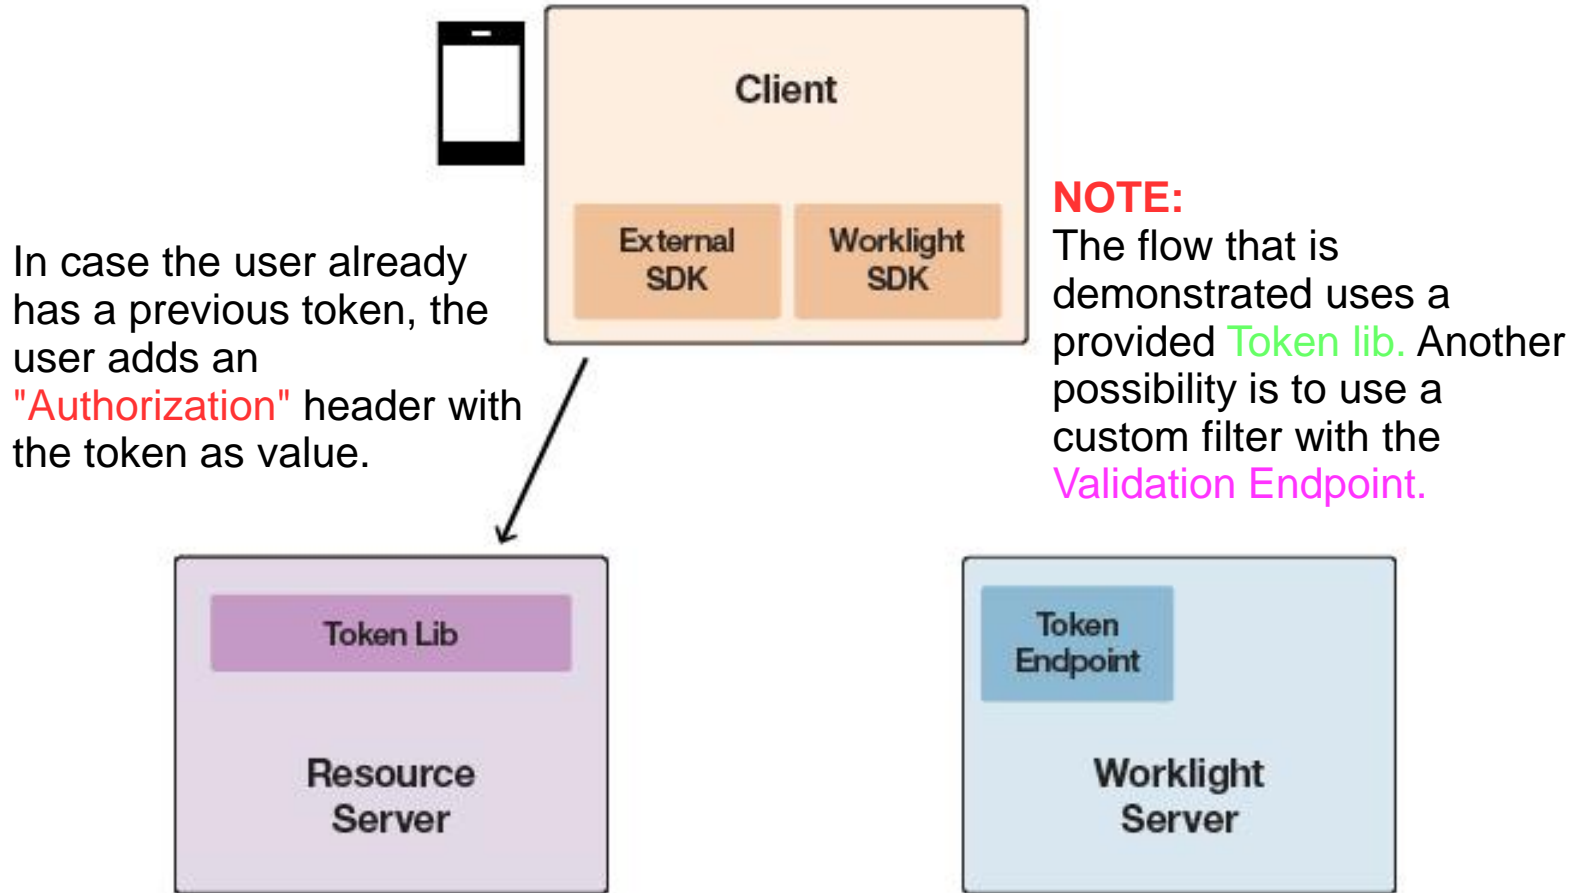 Client
External
SDK
Worklight
SDK
In case the user already
has a previous token, the
user adds an
"Authorization" header with
the token as value.
NOTE:
The flow that is
demonstrated uses a
provided Token lib. Another
possibility is to use a
custom filter with the
Validation Endpoint.
Token Lib
Resource
Server
Token
Endpoint
Worklight
Server